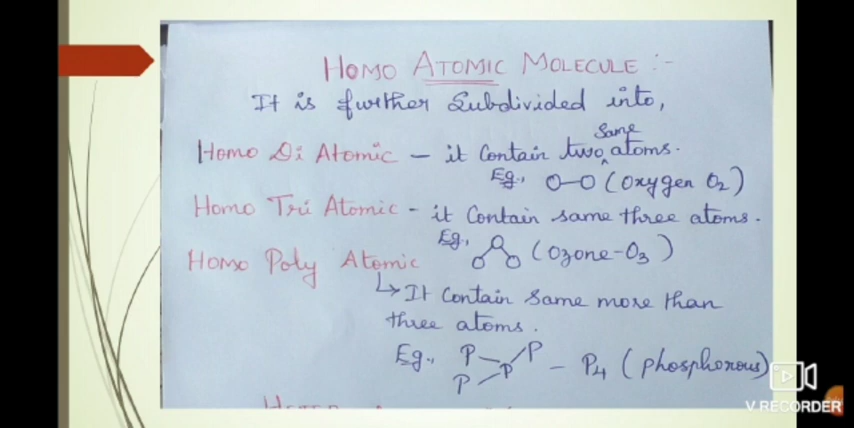 HOMO ATOMIC MOLECULE :-
It is further Subdivided into,
Homo Di Atomic - it contain two same atoms.
Eg., O-O (Oxygen O2)
Homo Tri Atomic - it contain same three atoms.
Eg., (Ozone-O3)
Homo Poly Atomic
It contain same more than
three atoms.
Eg., P P P P - P4 (phosphorous)
V.RECORDER